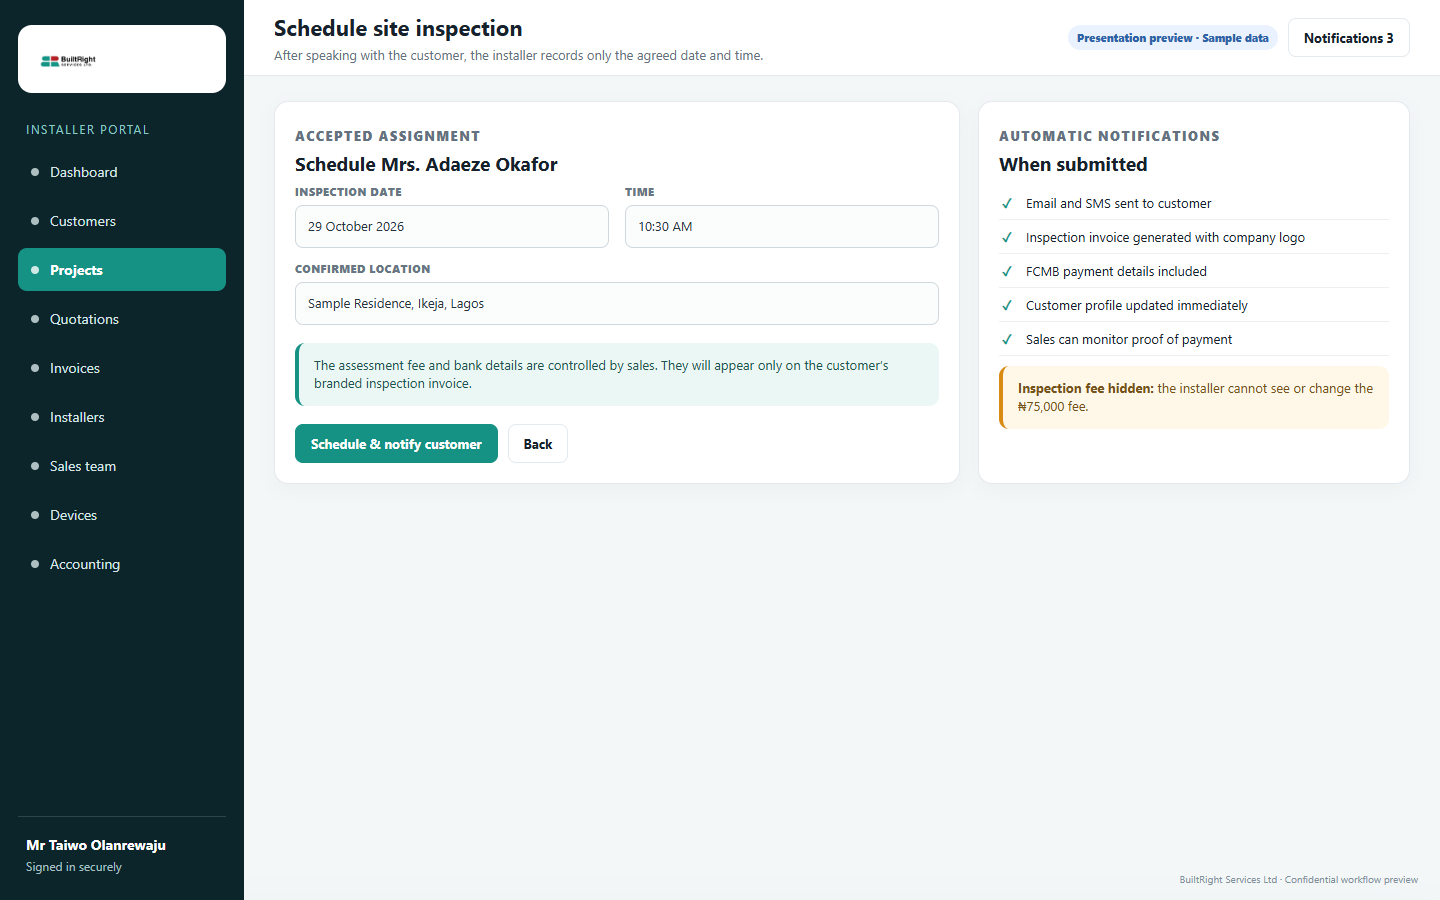 BuiltRight
SERVICES LTD.
INSTALLER PORTAL
Dashboard
Customers
Projects
Quotations
Invoices
Installers
Sales team
Devices
Accounting
Mr Taiwo Olanrewaju
Signed in securely
Schedule site inspection
After speaking with the customer, the installer records only the agreed date and time.
Presentation preview · Sample data
Notifications 3
ACCEPTED ASSIGNMENT
Schedule Mrs. Adaeze Okafor
INSPECTION DATE
29 October 2026
TIME
10:30 AM
CONFIRMED LOCATION
Sample Residence, Ikeja, Lagos
The assessment fee and bank details are controlled by sales. They will appear only on the customer's
branded inspection invoice.
Schedule & notify customer
Back
AUTOMATIC NOTIFICATIONS
When submitted
✓ Email and SMS sent to customer
✓ Inspection invoice generated with company logo
✓ FCMB payment details included
✓ Customer profile updated immediately
✓ Sales can monitor proof of payment
Inspection fee hidden: the installer cannot see or change the
₦75,000 fee.
BuiltRight Services Ltd · Confidential workflow preview